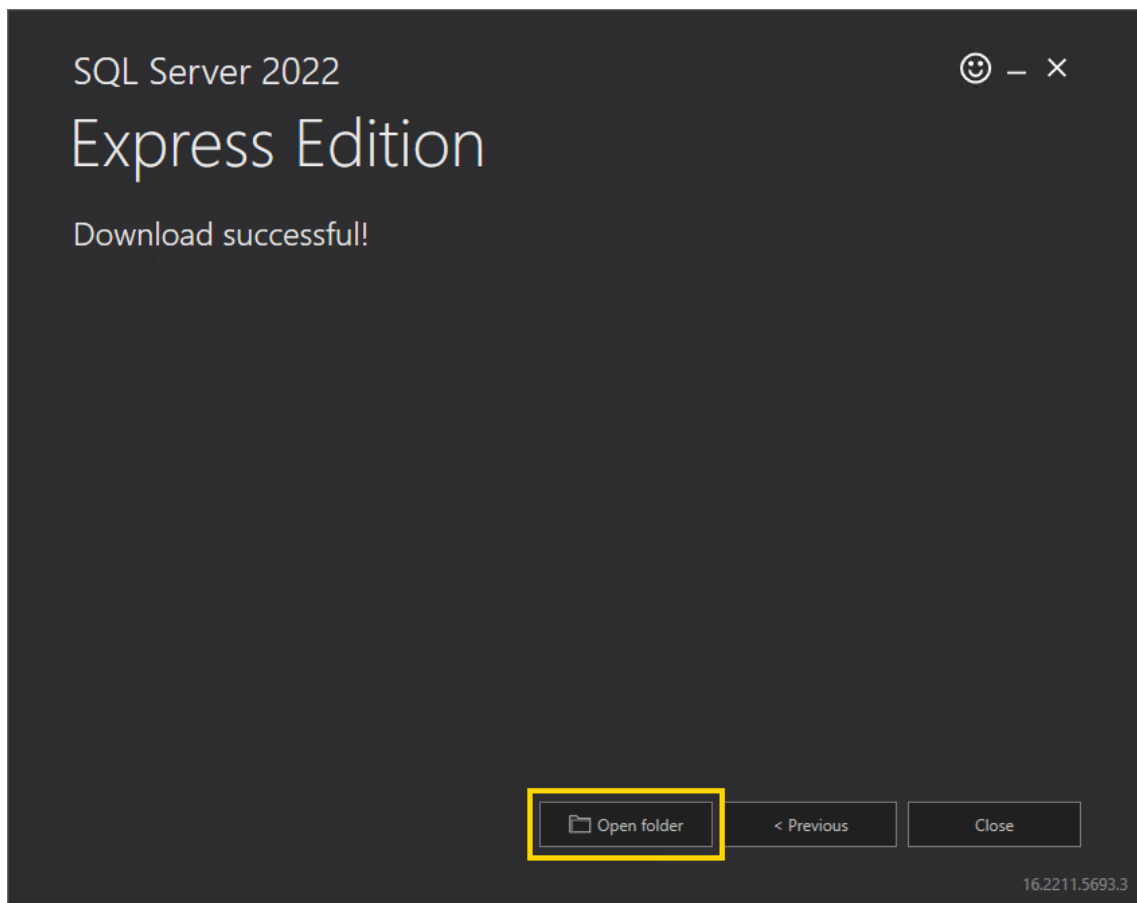 SQL Server 2022
Express Edition
Download successful!
Open folder
< Previous
Close
16.2211.5693.3